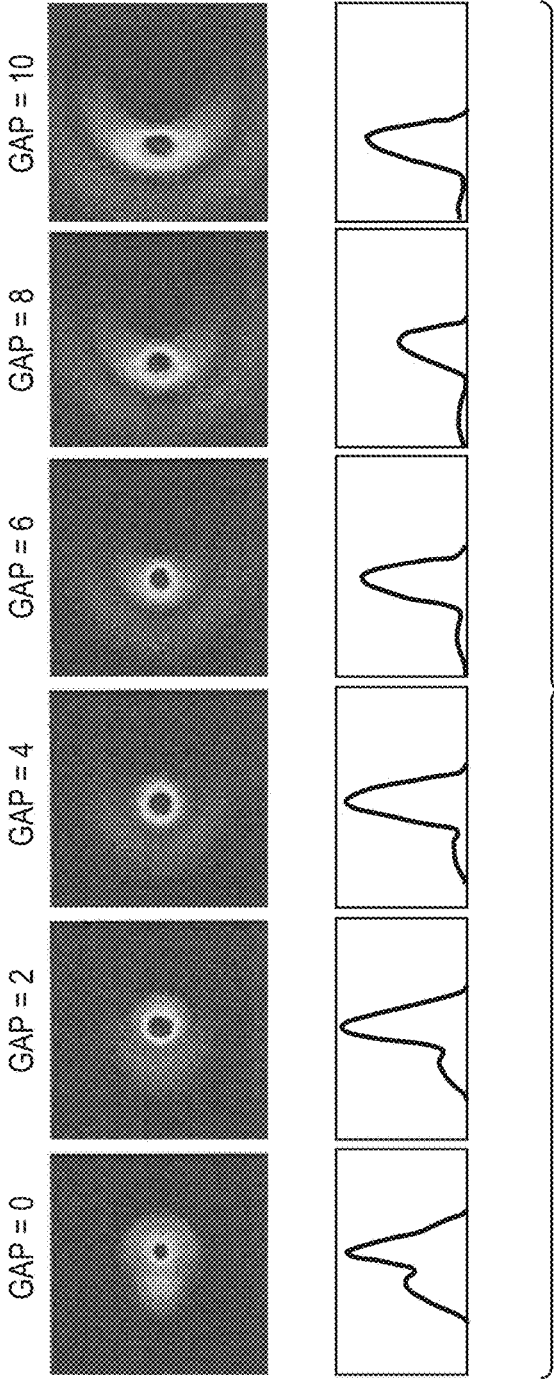 GAP = 0
GAP = 2
GAP = 4
GAP = 6
GAP = 8
GAP = 10